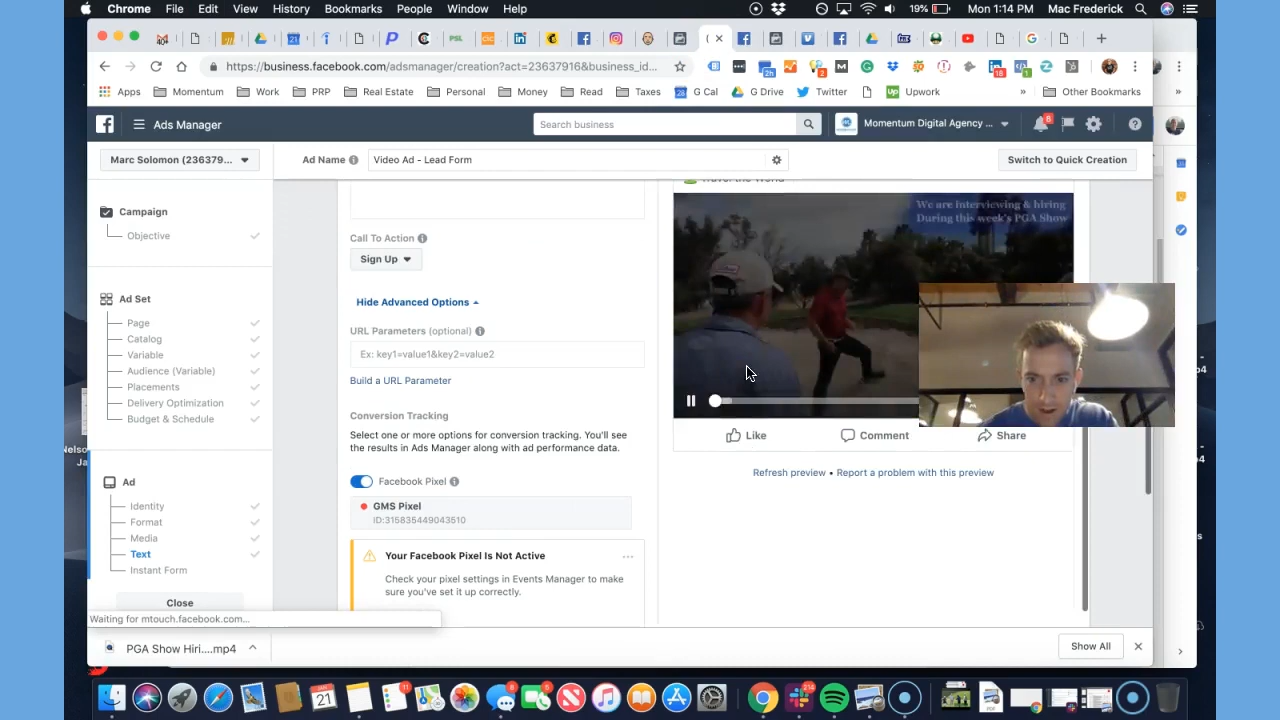 Chrome File Edit View History Bookmarks People Window Help
19% Mon 1:14 PM Mac Frederick
https://business.facebook.com/adsmanager/creation?act=23637916&business_id...
Apps Momentum Work PRP Real Estate Personal Money Read Taxes G Cal G Drive Twitter Upwork » Other Bookmarks »
Ads Manager
Search business
Momentum Digital Agency ...
6
Marc Solomon (236379...
Ad Name
Video Ad - Lead Form
Switch to Quick Creation
Campaign
Objective
Ad Set
Page
Catalog
Variable
Audience (Variable)
Placements
Delivery Optimization
Budget & Schedule
Ad
Identity
Format
Media
Text
Instant Form
Close
Call To Action
Sign Up
Hide Advanced Options
URL Parameters (optional)
Ex: key1=value1&key2=value2
Build a URL Parameter
Conversion Tracking
Select one or more options for conversion tracking. You'll see
the results in Ads Manager along with ad performance data.
Facebook Pixel
GMS Pixel
ID:315835449043510
Your Facebook Pixel Is Not Active
Check your pixel settings in Events Manager to make
sure you've set it up correctly.
We are interviewing & hiring
During this week's PGA Show
Like Comment Share
Refresh preview • Report a problem with this preview
Waiting for mtouch.facebook.com...
PGA Show Hiri....mp4
Show All